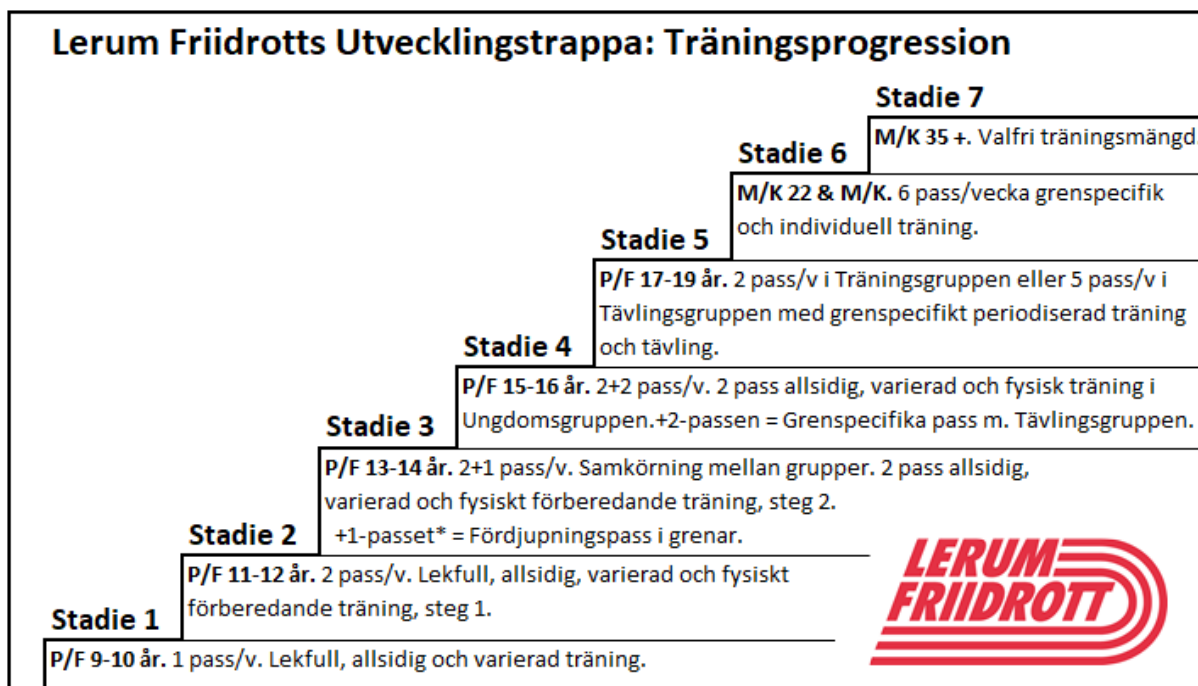 Lerum Friidrotts Utvecklingstrappa: Träningsprogression
Stadie 7
M/K 35 +. Valfri träningsmängd.
Stadie 6
M/K 22 & M/K. 6 pass/vecka grenspecifik
och individuell träning.
Stadie 5
P/F 17-19 år. 2 pass/v i Träningsgruppen eller 5 pass/v i
Tävlingsgruppen med grenspecifikt periodiserad träning
och tävling.
Stadie 4
P/F 15-16 år. 2+2 pass/v. 2 pass allsidig, varierad och fysisk träning i
Ungdomsgruppen.+2-passen = Grenspecifika pass m. Tävlingsgruppen.
Stadie 3
P/F 13-14 år. 2+1 pass/v. Samkörning mellan grupper. 2 pass allsidig,
varierad och fysiskt förberedande träning, steg 2.
+1-passet* = Fördjupningspass i grenar.
Stadie 2
P/F 11-12 år. 2 pass/v. Lekfull, allsidig, varierad och fysiskt
förberedande träning, steg 1.
Stadie 1
P/F 9-10 år. 1 pass/v. Lekfull, allsidig och varierad träning.
LERUM
FRIIDROTT